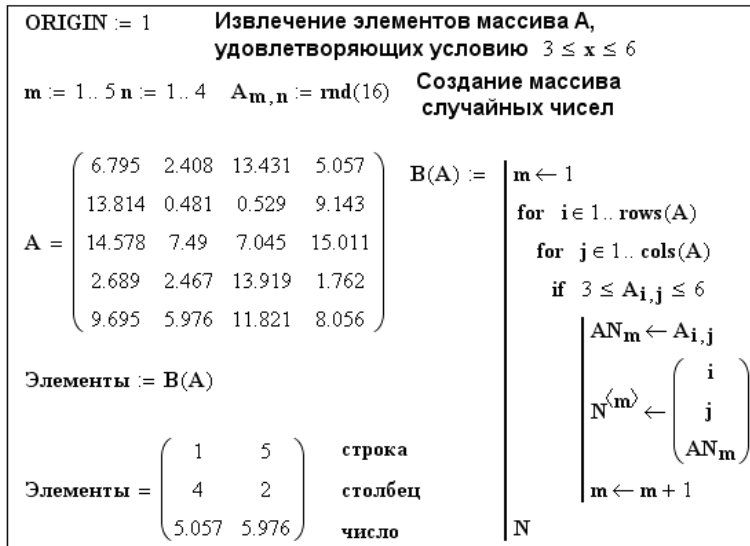 ORIGIN := 1 Извлечение элементов массива A,
удовлетворяющих условию 3 ≤ x ≤ 6
m := 1.. 5 n := 1.. 4 A_{m,n} := rnd(16) Создание массива
случайных чисел
A =
6.795 2.408 13.431 5.057
13.814 0.481 0.529 9.143
14.578 7.49 7.045 15.011
2.689 2.467 13.919 1.762
9.695 5.976 11.821 8.056
B(A) :=
m ← 1
for i ∈ 1.. rows(A)
for j ∈ 1.. cols(A)
if 3 ≤ A_{i,j} ≤ 6
AN_m ← A_{i,j}
N^{⟨m⟩} ←
i
j
AN_m
m ← m + 1
N
Элементы := B(A)
Элементы =
1 5 строка
4 2 столбец
5.057 5.976 число